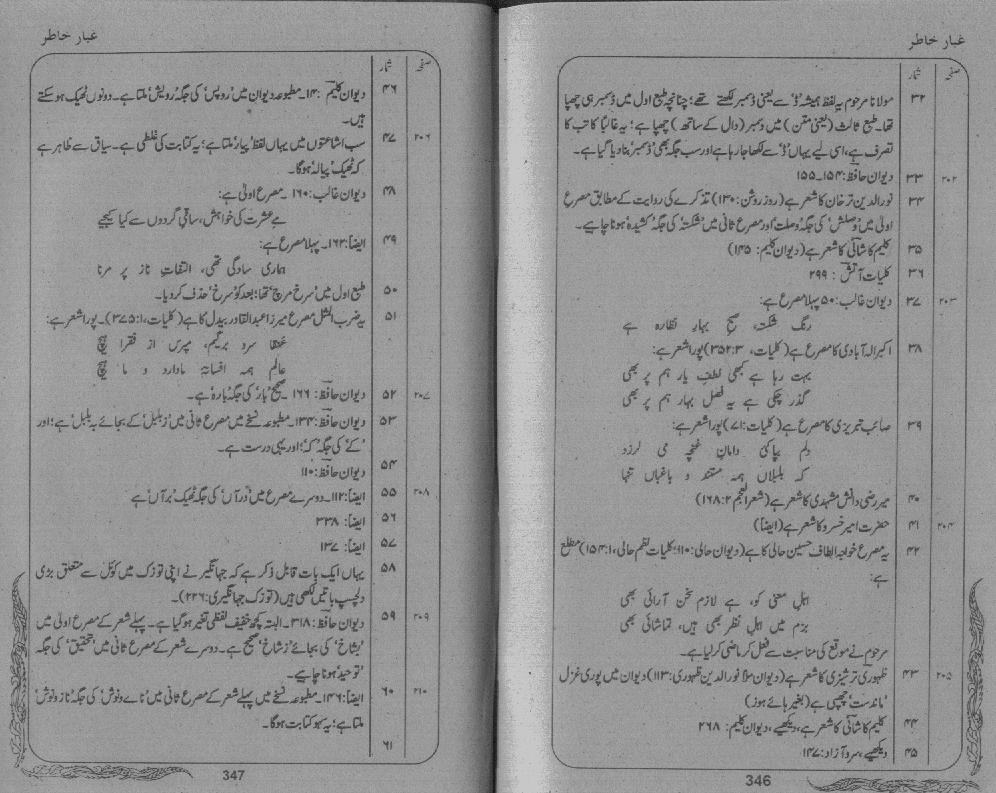 غبار خاطر
صفحہ
شمار
۳۲ مولانا مرحوم یہ لفظ ہمیشہ 'ڈ' سے یعنی ڈسمبر لکھتے تھے؛ چنانچہ طبع اول میں ڈسمبر ہی چھپا
تھا۔ طبع ثالث (یعنی متن) میں دسمبر (دال کے ساتھ) چھپا ہے؛ یہ غالباً کاتب کا
تصرف ہے، اسی لیے یہاں 'ڈ' سے لکھا جا رہا ہے اور سب جگہ بھی 'ڈسمبر' بنا دیا گیا ہے۔
۲۰۲ ۳۳ دیوان حافظ: ۱۵۴۔۱۵۵
۳۴ نورالدین ترخان کا شعر ہے (روز روشن: ۱۳۰) تذکرے کی روایت کے مطابق مصرع
اولیٰ میں 'وصلش' کی جگہ 'وصلت' اور مصرع ثانی میں 'شکستہ' کی جگہ 'کشیدہ' ہونا چاہیے۔
۳۵ کلیم کاشانی کا شعر ہے (دیوان کلیم: ۱۴۵)
۳۶ کلیات آتش: ۲۹۹
۲۰۳ ۳۷ دیوان غالب: ۵۰ پہلا مصرع ہے:
رنگ شکستہ، صبح بہار نظارہ ہے
۳۸ اکبر الہ آبادی کا مصرع ہے (کلیات، ۳:۳۵۲) پورا شعر ہے:
بہت رہا ہے کبھی لطفِ یار ہم پر بھی
گذر چکی ہے یہ فصل بہار ہم پر بھی
۳۹ صائب تبریزی کا مصرع ہے (کلیات: ۷۱) پورا شعر ہے:
دلم بپاکیٔ دامانِ غنچہ می لرزد
کہ بلبلاں ہمہ مستند و باغباں تنہا
۴۰ میر رضی دانش مشہدی کا شعر ہے (شعرالعجم ۲:۱۶۸)
۲۰۴ ۴۱ حضرت امیر خسرو کا شعر ہے (ایضاً)
۴۲ یہ مصرع خواجہ الطاف حسین حالی کا ہے (دیوان حالی: ۱۱۰؛ کلیات نظم حالی، ۱:۱۵۴) مطلع
ہے:
اہلِ معنی کو، ہے لازم سخن آرائی بھی
بزم میں اہلِ نظر بھی ہیں، تماشائی بھی
مرحوم نے موقع کی مناسبت سے فعل کو ماضی کر لیا ہے۔
۲۰۵ ۴۳ ظہوری ترشیزی کا شعر ہے (دیوان ملا نورالدین ظہوری: ۱۱۳) دیوان میں پوری غزل
'ماندست' چھپی ہے (بغیر ہائے ہوز)
۴۴ کلیم کاشانی کا شعر ہے، دیکھیے، دیوان کلیم: ۲۶۸
۴۵ دیکھیے، سرو آزاد: ۱۴۷
346
غبار خاطر
صفحہ
شمار
۴۶ دیوان کلیم: ۱۴۔ مطبوعہ دیوان میں 'روپس' کی جگہ 'رویش' ملتا ہے۔ دونوں ٹھیک ہو سکتے
ہیں۔
۲۰۶ ۴۷ سب اشاعتوں میں یہاں لفظ 'پیار' ملتا ہے؛ یہ کتابت کی غلطی ہے۔ سیاق سے ظاہر ہے
کہ ٹھیک 'پیالہ' ہوگا۔
۴۸ دیوان غالب: ۱۶۰۔ مصرع اولیٰ ہے:
مے عشرت کی خواہش، ساقیِ گردوں سے کیا کیجیے
۴۹ ایضاً: ۱۶۲۔ پہلا مصرع ہے:
ہماری سادگی تھی، التفاتِ ناز پر مرنا
۵۰ طبع اول میں 'سرخ مرچ' تھا؛ بعد کو 'سرخ' حذف کر دیا۔
۵۱ یہ ضرب المثل مصرع میرزا عبدالقادر بیدل کا ہے (کلیات، ۱:۳۷۵)۔ پورا شعر ہے:
عنقا سر و برگیم، مپرس از فقرا ہیچ
عالم ہمہ افسانۂ ما دارد و ما ہیچ
۲۰۷ ۵۲ دیوان حافظ: ۱۶۶۔ صحیح 'بار' کی جگہ 'بارہ' ہے۔
۵۳ دیوان حافظ: ۱۳۴۔ مطبوعہ نسخے میں مصرع ثانی میں 'زبلبل' کے بجائے 'بہ بلبل' ہے؛ اور
'کے' کی جگہ 'کہ'؛ اور یہی درست ہے۔
۵۴ دیوان حافظ: ۱۱۰
۲۰۸ ۵۵ ایضاً: ۱۱۲۔ دوسرے مصرع میں 'درآں' کی جگہ ٹھیک 'برآں' ہے
۵۶ ایضاً: ۳۳۸
۵۷ ایضاً: ۱۳۷
۵۸ یہاں ایک بات قابل ذکر ہے کہ جہانگیر نے اپنی توزک میں کوئل سے متعلق بڑی
دلچسپ باتیں لکھی ہیں (توزک جہانگیری: ۲۲۶)۔
۲۰۹ ۵۹ دیوان حافظ: ۳۱۸۔ البتہ کچھ خفیف لفظی تغیر ہو گیا ہے۔ پہلے شعر کے مصرع اولیٰ میں
'بشاخ' کی بجائے 'زشاخ' صحیح ہے۔ دوسرے شعر کے مصرع ثانی میں 'تحقیق' کی جگہ
'توحید' ہونا چاہیے۔
۲۱۰ ۶۰ ایضاً: ۱۴۶۔ مطبوعہ نسخے میں پہلے شعر کے مصرع ثانی میں 'نائے ونوش' کی جگہ 'ناز ونوش'
ملتا ہے؛ یہ سہو کتابت ہوگا۔
۶۱
347